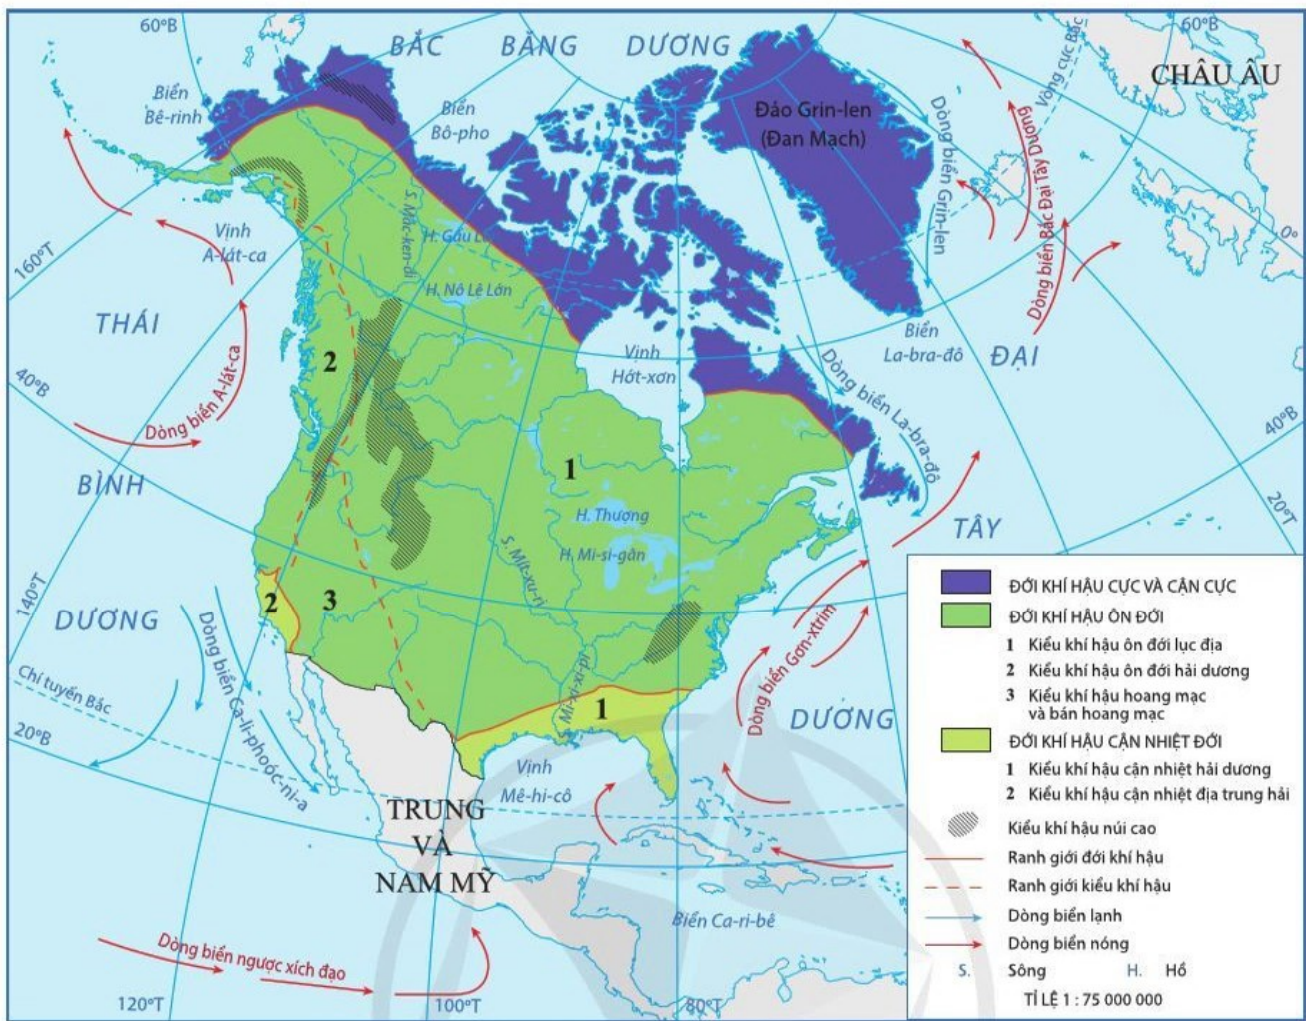 60°B
BẮC BĂNG DƯƠNG
60°B
Vòng cực Bắc
CHÂU ÂU
Biển
Bê-rinh
Biển
Bô-pho
Đảo Grin-len
(Đan Mạch)
Dòng biển Grin-len
Dòng biển Bắc Đại Tây Dương
0°
160°T
Vịnh
A-lát-ca
S. Mắc-ken-di
H. Gấu L
H. Nô Lệ Lớn
THÁI
BÌNH
DƯƠNG
Dòng biển A-lát-ca
40°B
2
Vịnh
Hớt-xơn
Biển
La-bra-đô
Dòng biển La-bra-đô
ĐẠI
TÂY
DƯƠNG
40°B
20°T
1
H. Thượng
H. Mi-si-gân
S. Mít-xu-ri
S. Mi-xi-xi-pi
140°T
2
3
Dòng biển Ca-li-phoóc-ni-a
Chí tuyến Bắc
20°B
Dòng biển Gơn-xtrim
1
Vịnh
Mê-hi-cô
TRUNG
VÀ
NAM MỸ
Biển Ca-ri-bê
Dòng biển ngược xích đạo
120°T
100°T
80°T
ĐỚI KHÍ HẬU CỰC VÀ CẬN CỰC
ĐỚI KHÍ HẬU ÔN ĐỚI
1 Kiểu khí hậu ôn đới lục địa
2 Kiểu khí hậu ôn đới hải dương
3 Kiểu khí hậu hoang mạc
và bán hoang mạc
ĐỚI KHÍ HẬU CẬN NHIỆT ĐỚI
1 Kiểu khí hậu cận nhiệt hải dương
2 Kiểu khí hậu cận nhiệt địa trung hải
Kiểu khí hậu núi cao
Ranh giới đới khí hậu
Ranh giới kiểu khí hậu
Dòng biển lạnh
Dòng biển nóng
S. Sông H. Hồ
TỈ LỆ 1 : 75 000 000